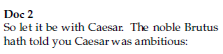 Doc 2
So let it be with Caesar. The noble Brutus
hath told you Caesar was ambitious: